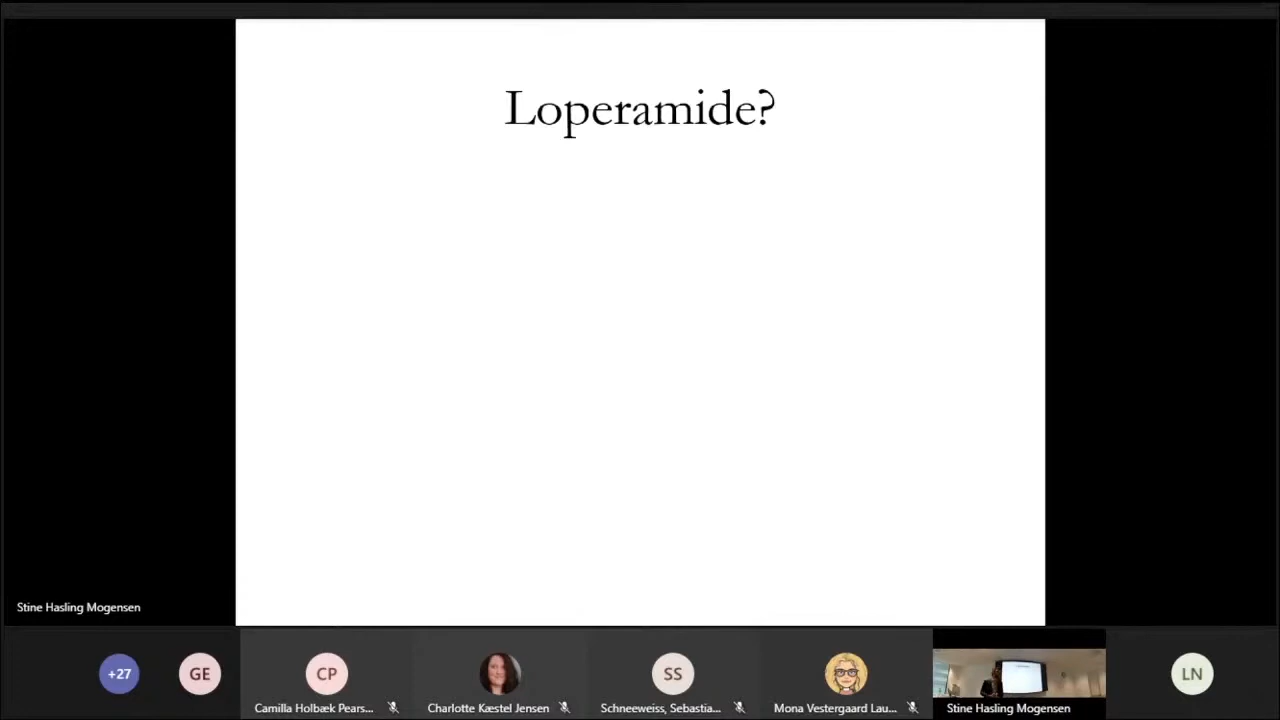 Loperamide?
Stine Hasling Mogensen
+27
GE
CP
Camilla Holbæk Pears...
Charlotte Kæstel Jensen
SS
Schneeweiss, Sebastia...
Mona Vestergaard Lau...
Stine Hasling Mogensen
LN